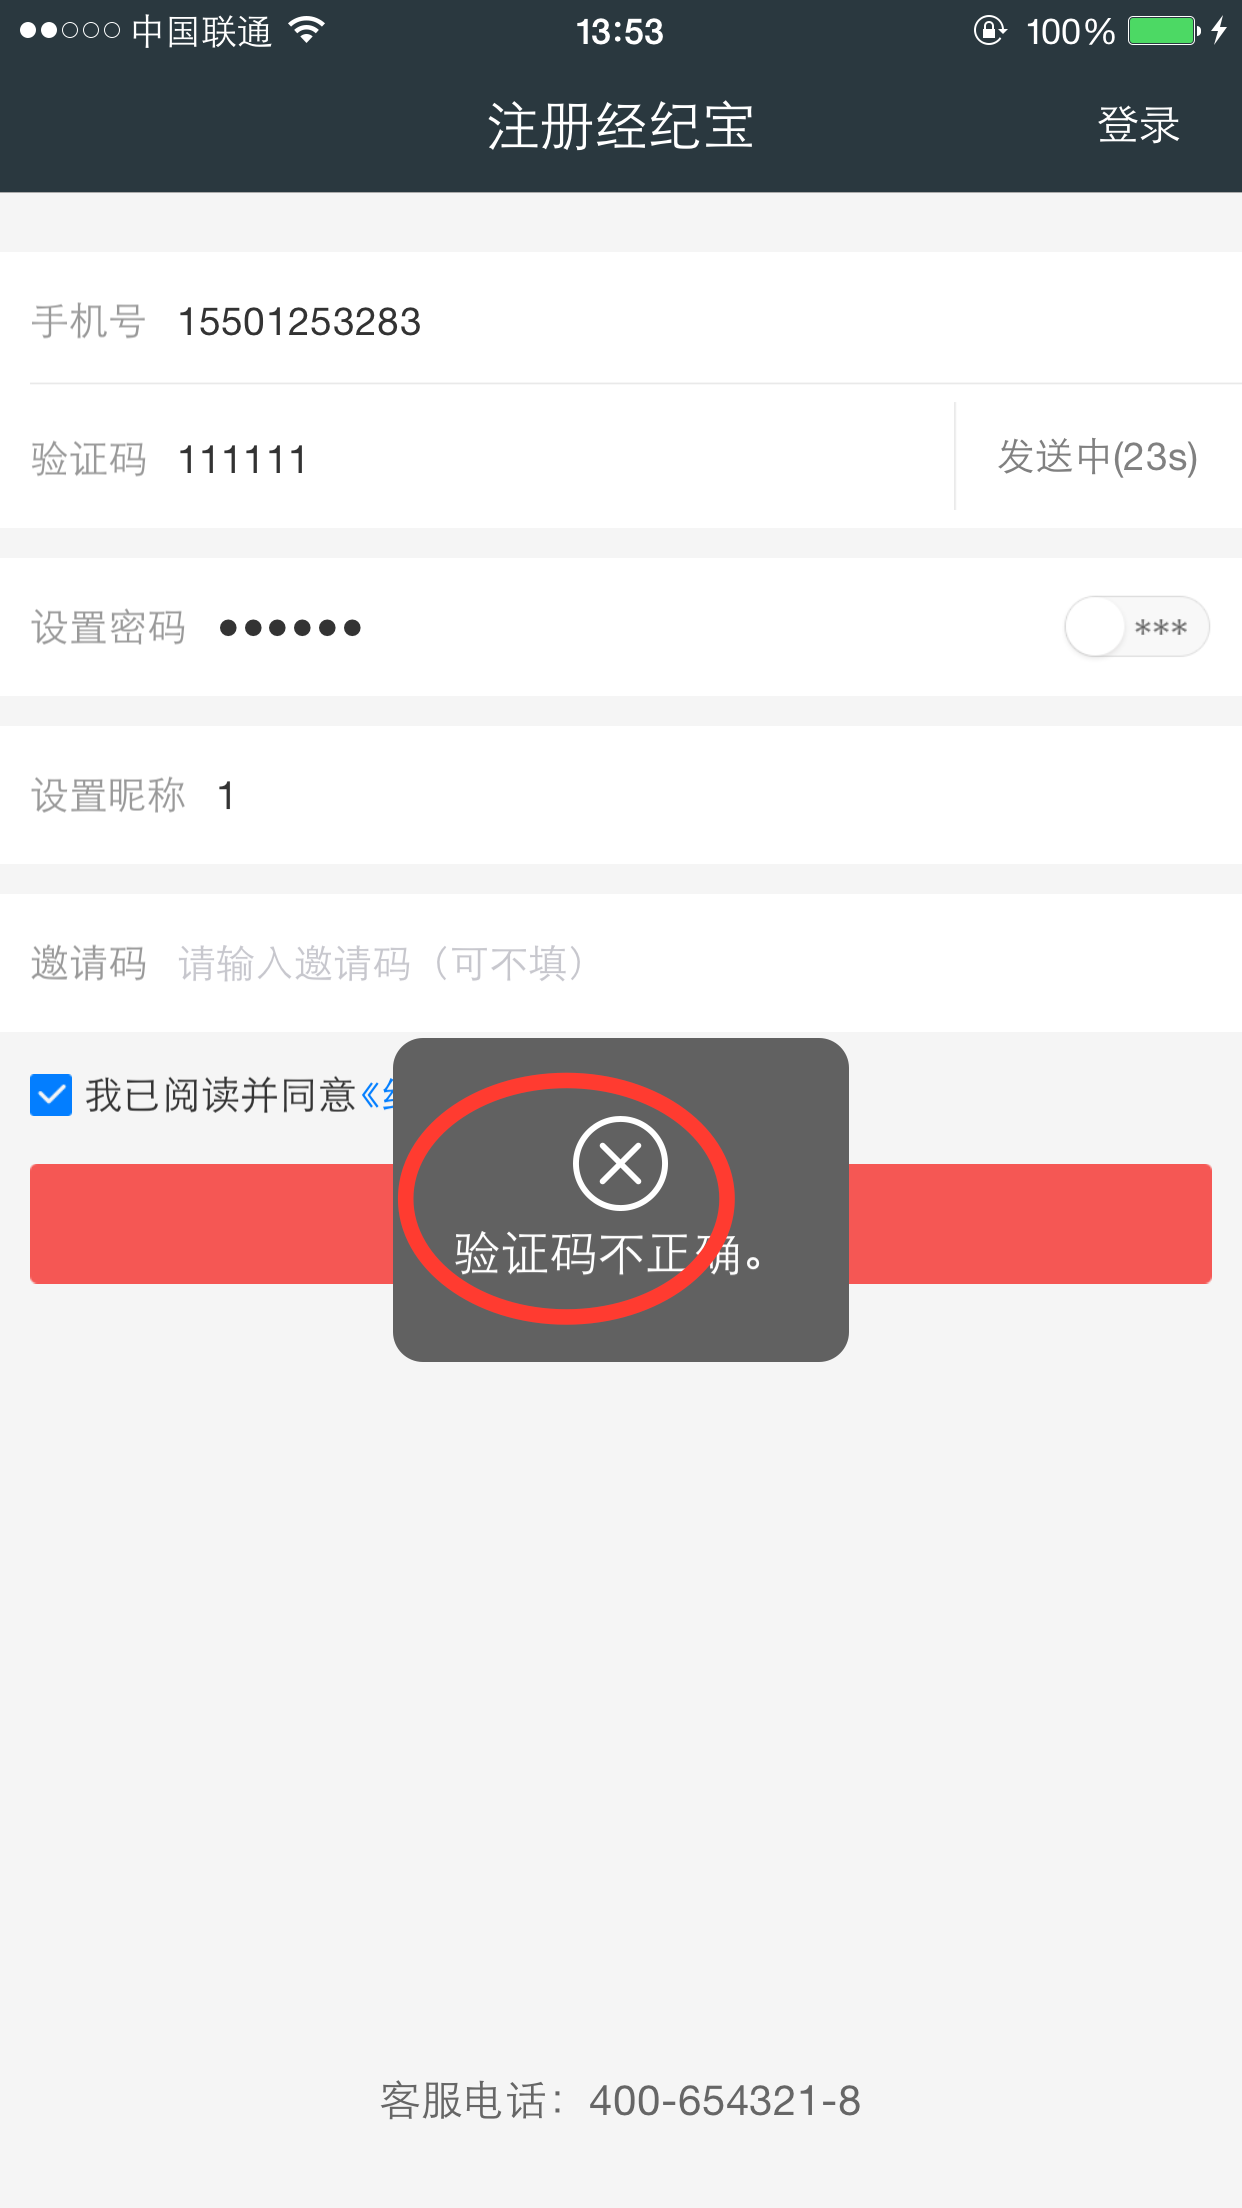 中国联通 13:53 100%
注册经纪宝 登录
手机号 15501253283
验证码 111111 发送中(23s)
设置密码 ●●●●●● ***
设置昵称 1
邀请码 请输入邀请码（可不填）
我已阅读并同意《
验证码不正确。
客服电话：400-654321-8